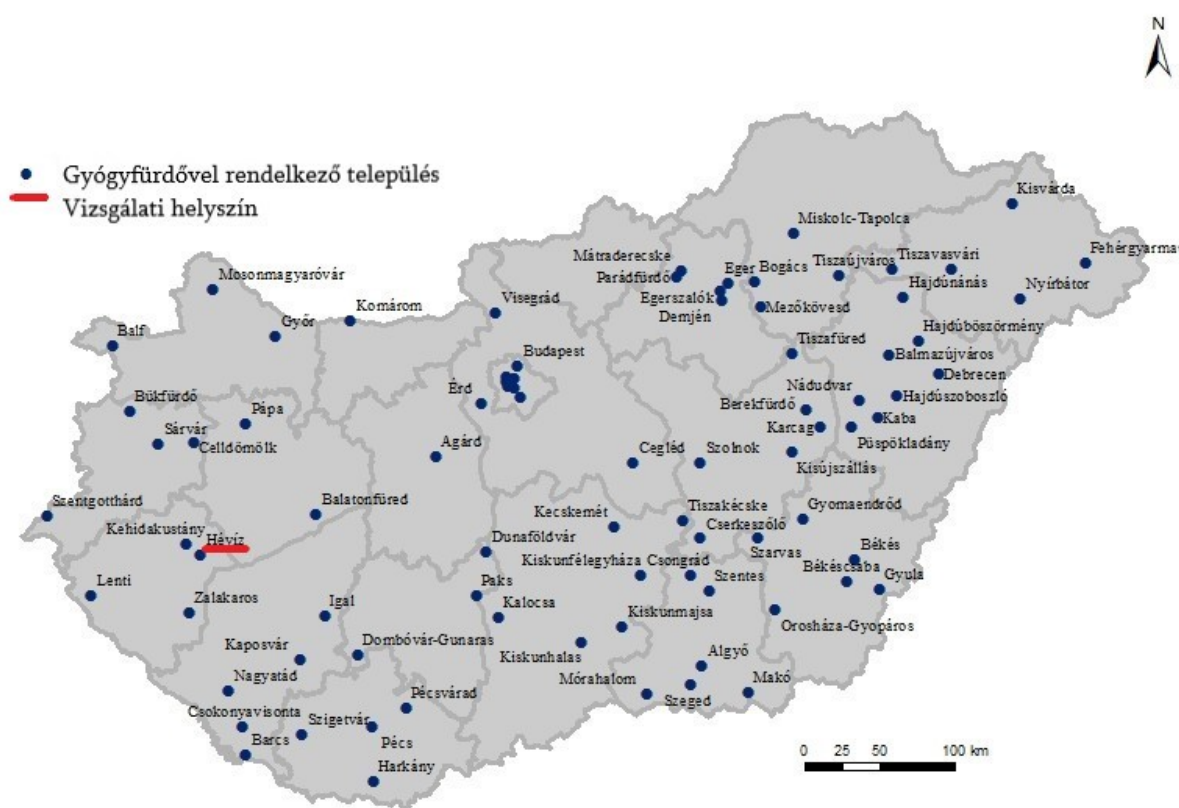 N
Gyógyfürdővel rendelkező település
Vizsgálati helyszín
Kisvárda
Miskolc-Tapolca
Mátraderecske
Fehérgyarmat
Parádfürdő
Eger
Bogács
Tiszaújváros
Tiszavasvári
Mosonmagyaróvár
Hajdúnánás
Egerszalók
Nyírbátor
Komárom
Visegrád
Demjén
Mezőkövesd
Győr
Balf
Hajdúböszörmény
Tiszafüred
Balmazújváros
Budapest
Debrecen
Érd
Nádudvar
Hajdúszoboszló
Bükfürdő
Pápa
Berekfürdő
Kaba
Sárvár
Karcag
Celldömölk
Agárd
Cegléd
Szolnok
Püspökladány
Kisújszállás
Szentgotthárd
Balatonfüred
Kecskemét
Tiszakécske
Gyomaendrőd
Kehidakustány
Cserkeszőlő
Hévíz
Dunaföldvár
Szarvas
Békés
Kiskunfélegyháza
Csongrád
Békéscsaba
Lenti
Paks
Szentes
Gyula
Zalakaros
Igal
Kalocsa
Kiskunmajsa
Orosháza-Gyopáros
Kaposvár
Dombóvár-Gunaras
Kiskunhalas
Algyő
Nagyatád
Mórahalom
Makó
Pécsvárad
Szeged
Csokonyavisonta
Szigetvár
Barcs
Pécs
Harkány
0 25 50 100 km